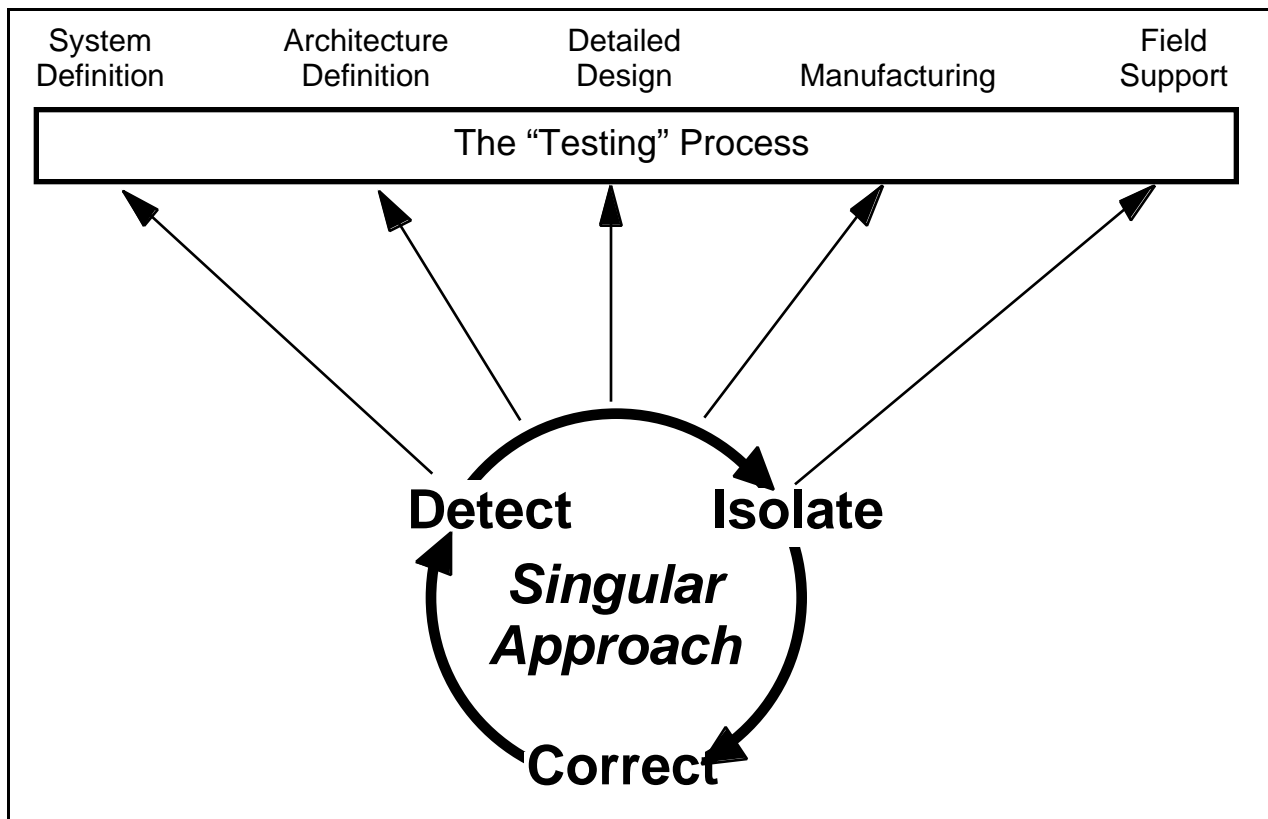 System
Definition
Architecture
Definition
Detailed
Design
Manufacturing
Field
Support
The “Testing” Process
Detect
Isolate
Singular
Approach
Correct